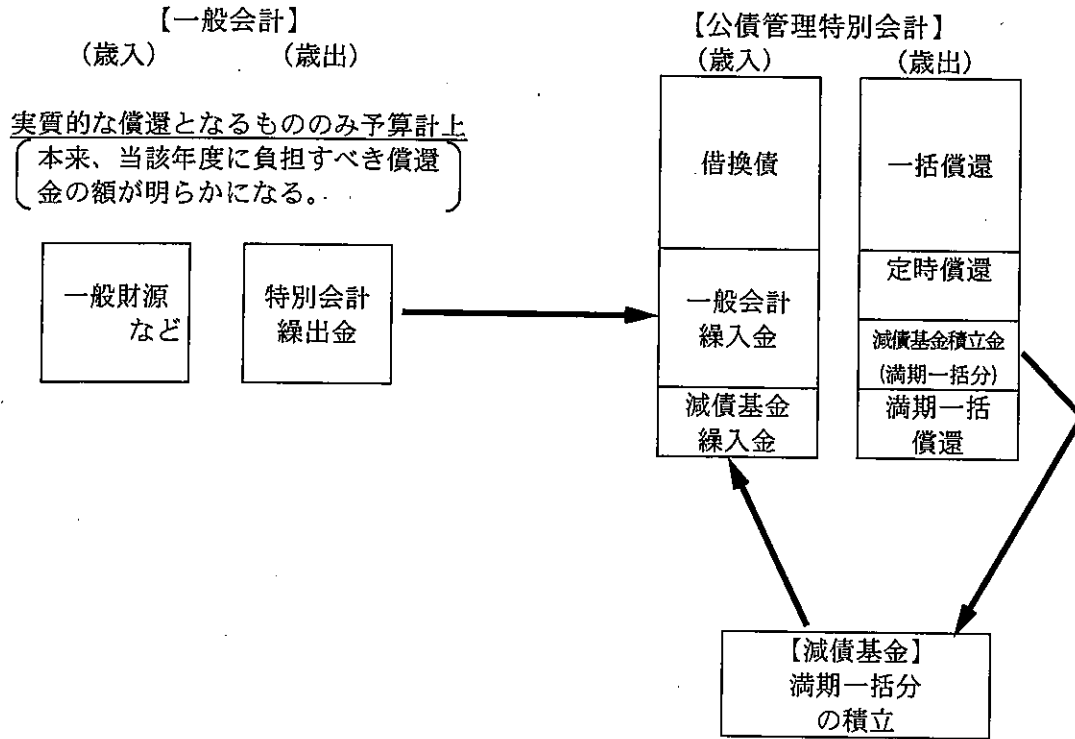 【一般会計】
(歳入)
(歳出)
実質的な償還となるもののみ予算計上
本来、当該年度に負担すべき償還
金の額が明らかになる。
一般財源
など
特別会計
繰出金
【公債管理特別会計】
(歳入)
(歳出)
借換債
一般会計
繰入金
減債基金
繰入金
一括償還
定時償還
減債基金積立金
(満期一括分)
満期一括
償還
【減債基金】
満期一括分
の積立